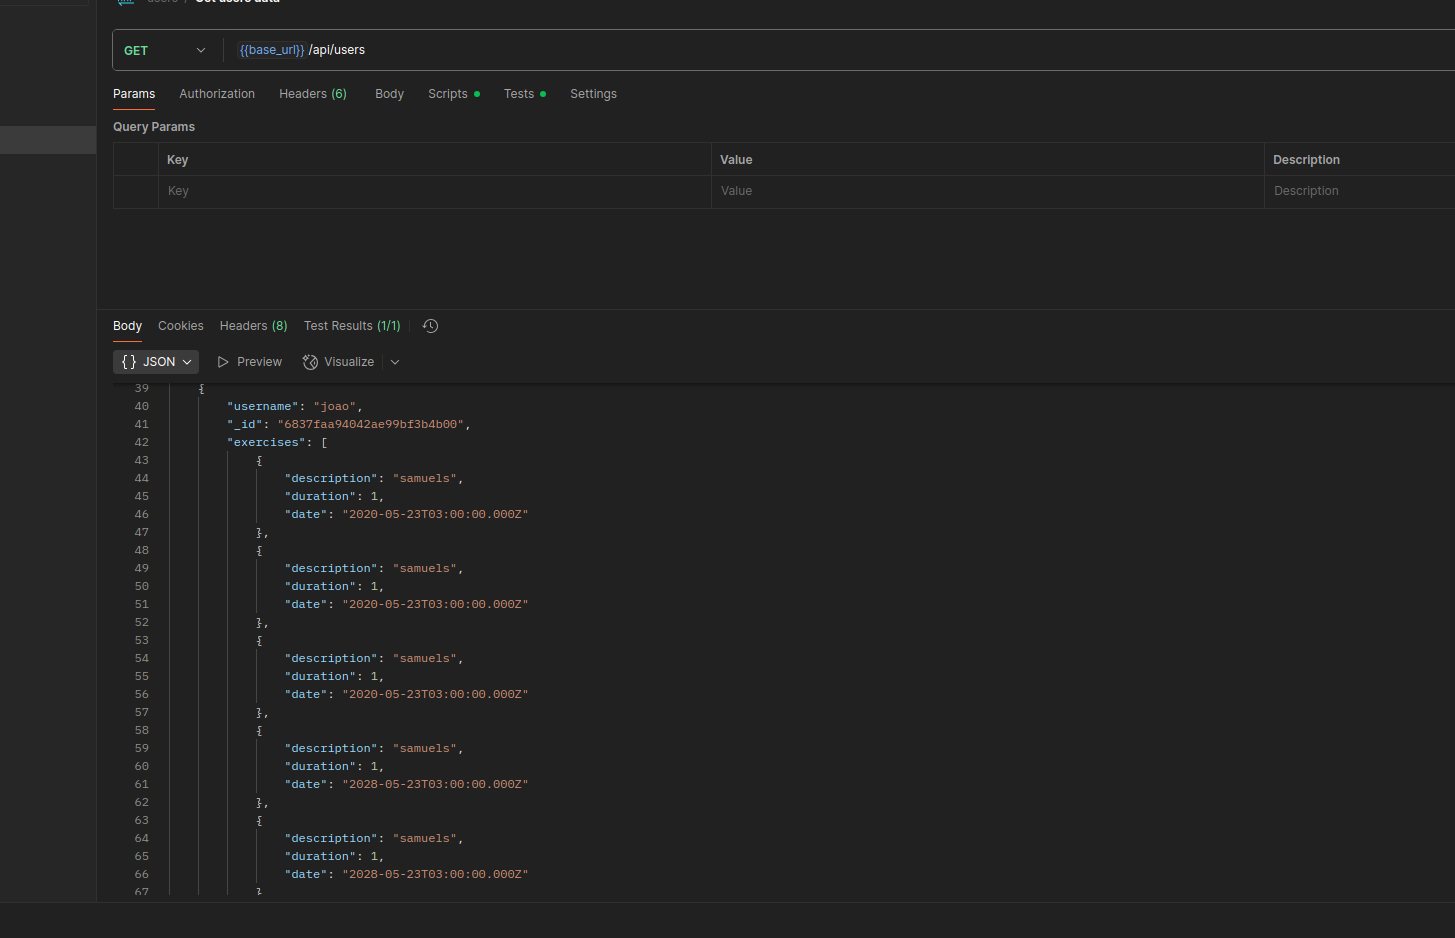 users / Get users data
GET {{base_url}} /api/users
Params Authorization Headers (6) Body Scripts Tests Settings
Query Params
Key Value Description
Key Value Description
Body Cookies Headers (8) Test Results (1/1)
{} JSON Preview Visualize
39 {
40 "username": "joao",
41 "_id": "6837faa94042ae99bf3b4b00",
42 "exercises": [
43 {
44 "description": "samuels",
45 "duration": 1,
46 "date": "2020-05-23T03:00:00.000Z"
47 },
48 {
49 "description": "samuels",
50 "duration": 1,
51 "date": "2020-05-23T03:00:00.000Z"
52 },
53 {
54 "description": "samuels",
55 "duration": 1,
56 "date": "2020-05-23T03:00:00.000Z"
57 },
58 {
59 "description": "samuels",
60 "duration": 1,
61 "date": "2028-05-23T03:00:00.000Z"
62 },
63 {
64 "description": "samuels",
65 "duration": 1,
66 "date": "2028-05-23T03:00:00.000Z"
67 }